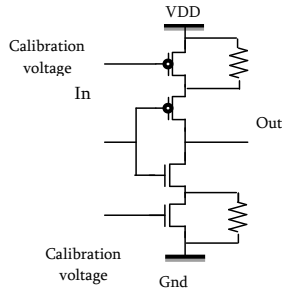 VDD
Calibration
voltage
In
Out
Calibration
voltage
Gnd